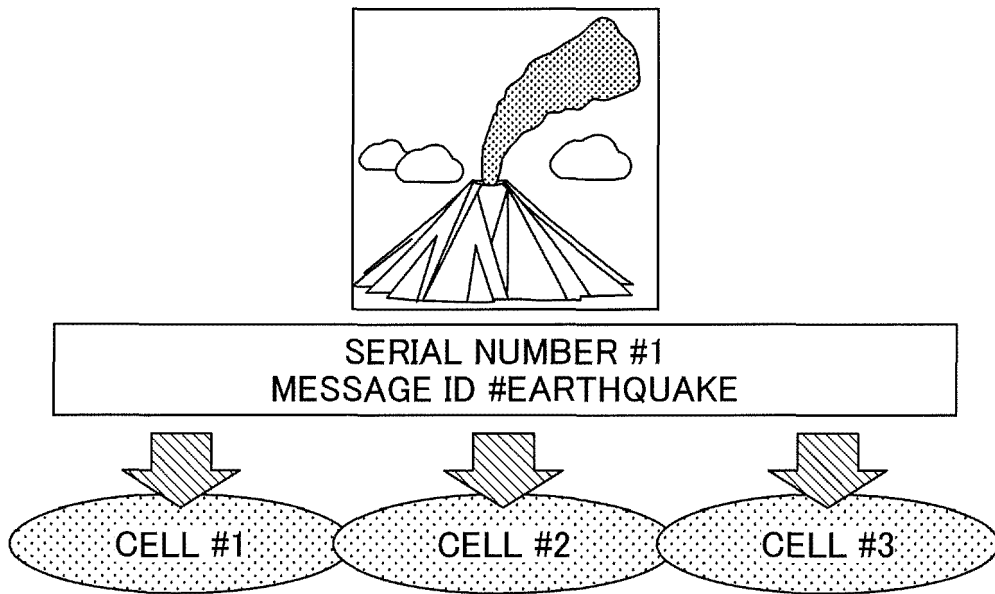 SERIAL NUMBER #1
MESSAGE ID #EARTHQUAKE
CELL #1 CELL #2 CELL #3